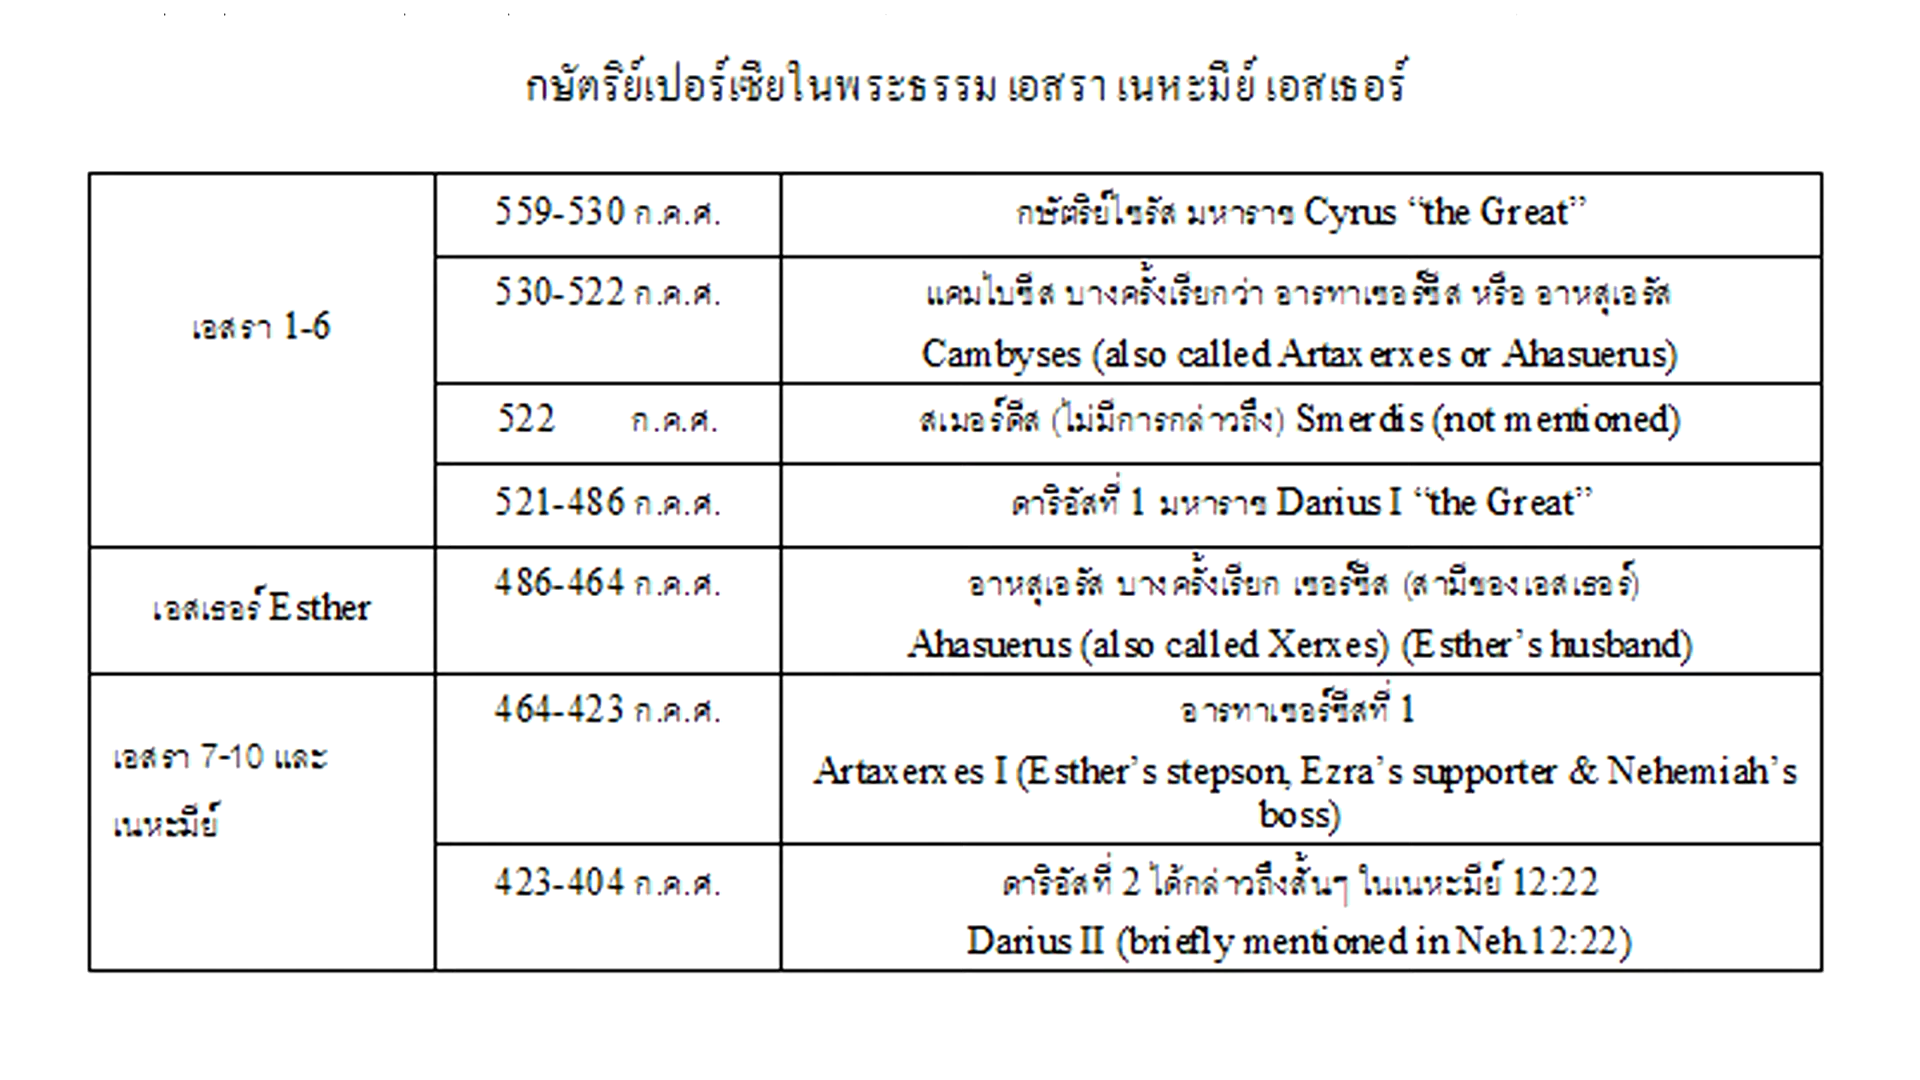 กษัตริย์เปอร์เซียในพระธรรม เอสรา เนหะมีย์ เอสเธอร์
เอสรา 1-6
559-530 ก.ค.ศ.
กษัตริย์ไซรัส มหาราช Cyrus “the Great”
530-522 ก.ค.ศ.
แคมไบซีส บางครั้งเรียกว่า อารทาเซอร์ซีส หรือ อาหสุเอรัส
Cambyses (also called Artaxerxes or Ahasuerus)
522 ก.ค.ศ.
สเมอร์ดีส (ไม่มีการกล่าวถึง) Smerdis (not mentioned)
521-486 ก.ค.ศ.
ดาริอัสที่ 1 มหาราช Darius I “the Great”
เอสเธอร์ Esther
486-464 ก.ค.ศ.
อาหสุเอรัส บางครั้งเรียก เซอร์ซีส (สามีของเอสเธอร์)
Ahasuerus (also called Xerxes) (Esther’s husband)
เอสรา 7-10 และ
เนหะมีย์
464-423 ก.ค.ศ.
อารทาเซอร์ซีสที่ 1
Artaxerxes I (Esther’s stepson, Ezra’s supporter & Nehemiah’s
boss)
423-404 ก.ค.ศ.
ดาริอัสที่ 2 ได้กล่าวถึงสั้นๆ ในเนหะมีย์ 12:22
Darius II (briefly mentioned in Neh.12:22)